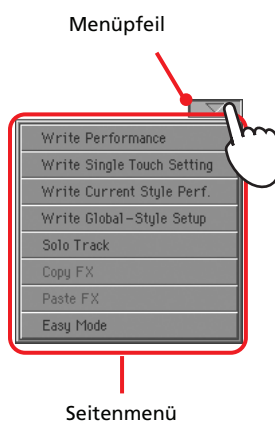 Menüpfeil
Write Performance
Write Single Touch Setting
Write Current Style Perf.
Write Global-Style Setup
Solo Track
Copy FX
Paste FX
Easy Mode
Seitenmenü